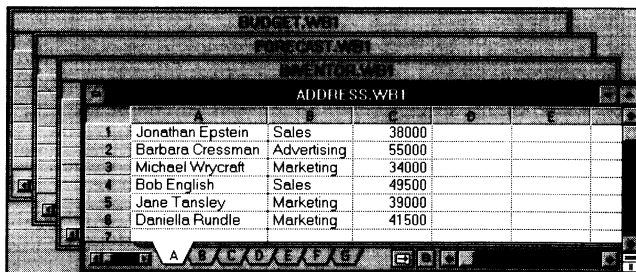 BUDGET.WB1
FORECAST.WB1
INVENTOR.WB1
ADDRESS.WB1
A B C D E
1 Jonathan Epstein Sales 38000
2 Barbara Cressman Advertising 55000
3 Michael Wrycraft Marketing 34000
4 Bob English Sales 49500
5 Jane Tansley Marketing 39000
6 Daniella Rundle Marketing 41500
7
A B C D E F G